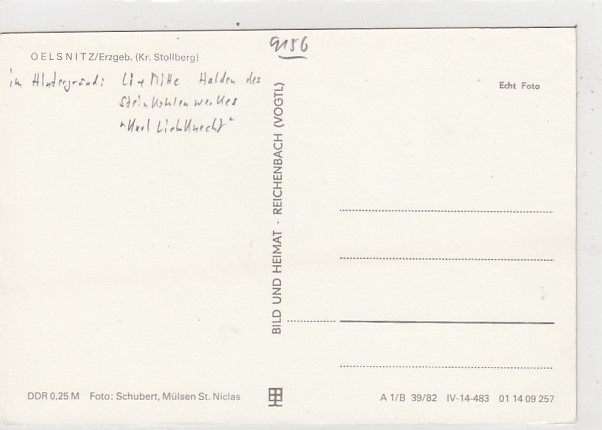 9156
OELSNITZ/Erzgeb. (Kr. Stollberg)
im Hintergrund: Li + Mitte Halden des
Steinkohlenwerkes
"Karl Liebknecht"
Echt Foto
BILD UND HEIMAT · REICHENBACH (VOGTL)
DDR 0,25 M Foto: Schubert, Mülsen St. Niclas
A 1/B 39/82 IV-14-483 01 14 09 257